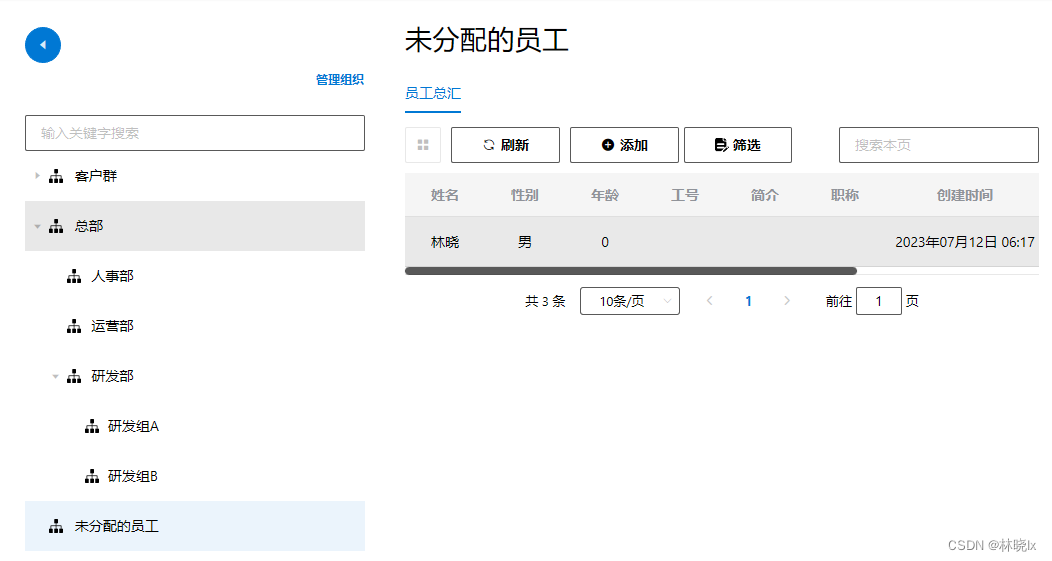 管理组织
输入关键字搜索
客户群
总部
人事部
运营部
研发部
研发组A
研发组B
未分配的员工
未分配的员工
员工总汇
刷新 添加 筛选 搜索本页
姓名 性别 年龄 工号 简介 职称 创建时间
林晓 男 0 2023年07月12日 06:17
共 3 条 10条/页 1 前往 1 页
CSDN @林晓lx